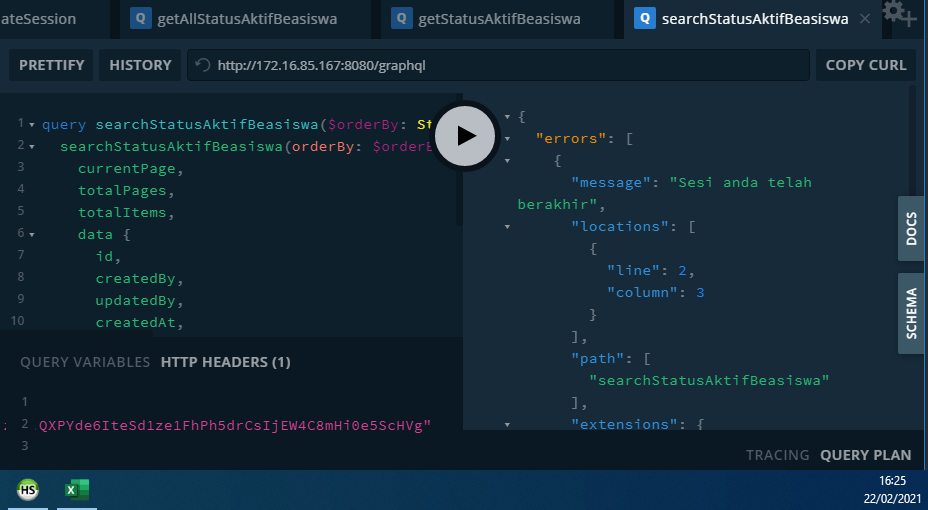 ateSession
Q getAllStatusAktifBeasiswa
Q getStatusAktifBeasiswa
Q searchStatusAktifBeasiswa
PRETTIFY
HISTORY
http://172.16.85.167:8080/graphql
COPY CURL
1 query searchStatusAktifBeasiswa($orderBy: St
2 searchStatusAktifBeasiswa(orderBy: $orderB
3 currentPage,
4 totalPages,
5 totalItems,
6 data {
7 id,
8 createdBy,
9 updatedBy,
10 createdAt,
QUERY VARIABLES HTTP HEADERS (1)
1
2 QXPYde6IteSd1ze1FhPh5drCsIjEW4C8mHi0e5ScHVg"
3
{
"errors": [
{
"message": "Sesi anda telah
berakhir",
"locations": [
{
"line": 2,
"column": 3
}
],
"path": [
"searchStatusAktifBeasiswa"
],
"extensions": {
DOCS
SCHEMA
TRACING QUERY PLAN
HS
X
16:25
22/02/2021